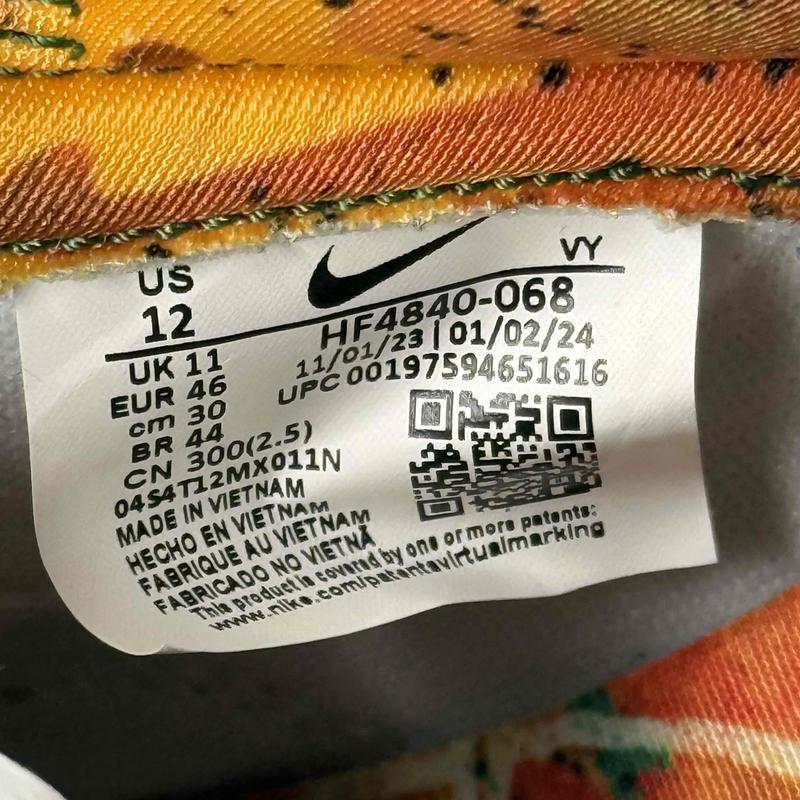 US
12
UK 11
EUR 46
cm 30
BR 44
CN 300(2.5)
04S4T12MX011N
MADE IN VIETNAM
HECHO EN VIETNAM
FABRIQUE AU VIETNAM
FABRICADO NO VIETNÃ
This product is covered by one or more patents:
www.nike.com/patentavirtualmarking
VY
HF4840-068
11/01/23 | 01/02/24
UPC 00197594651616